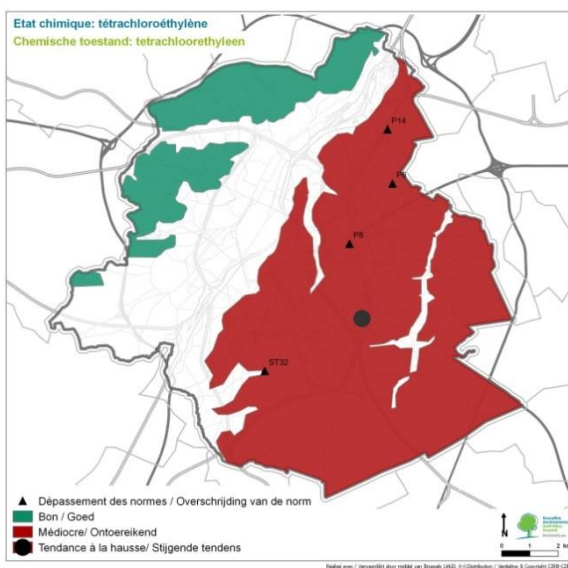 Etat chimique: tétrachloroéthylène
Chemische toestand: tetrachloorethyleen
P14
P6
P8
ST32
Dépassement des normes / Overschrijding van de norm
Bon / Goed
Médiocre/ Ontoereikend
Tendance à la hausse/ Stijgende tendens
N
0 1 2 k